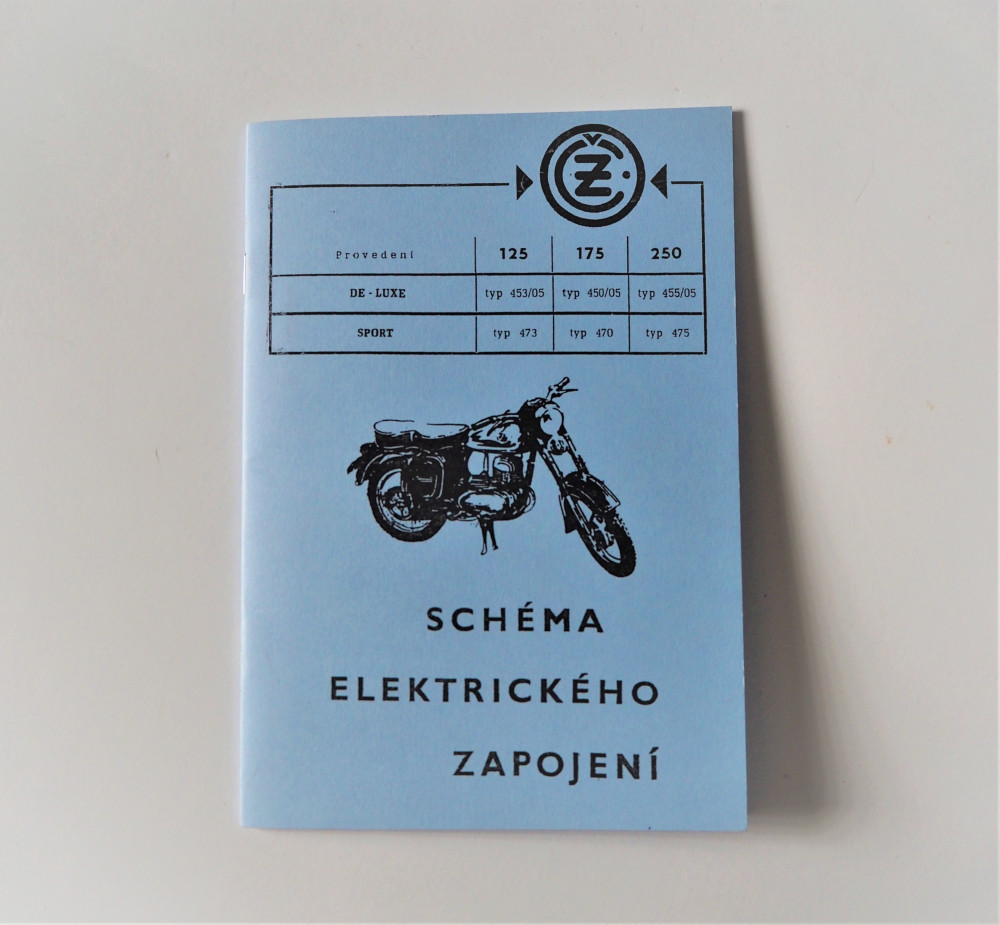 ČZ
Provedení 125 175 250
DE-LUXE typ 453/05 typ 450/05 typ 455/05
SPORT typ 473 typ 470 typ 475
SCHÉMA
ELEKTRICKÉHO
ZAPOJENÍ